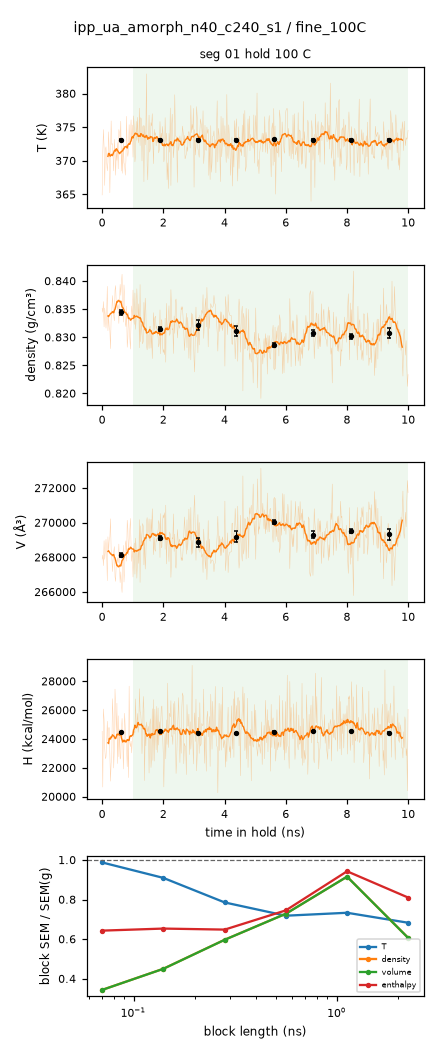 ipp_ua_amorph_n40_c240_s1 / fine_100C
seg 01 hold 100 C
T (K)
380
375
370
365
0 2 4 6 8 10
density (g/cm³)
0.840
0.835
0.830
0.825
0.820
0 2 4 6 8 10
V (Å³)
272000
270000
268000
266000
0 2 4 6 8 10
H (kcal/mol)
28000
26000
24000
22000
20000
0 2 4 6 8 10
time in hold (ns)
block SEM / SEM(g)
1.0
0.8
0.6
0.4
T
density
volume
enthalpy
10⁻¹ 10⁰
block length (ns)